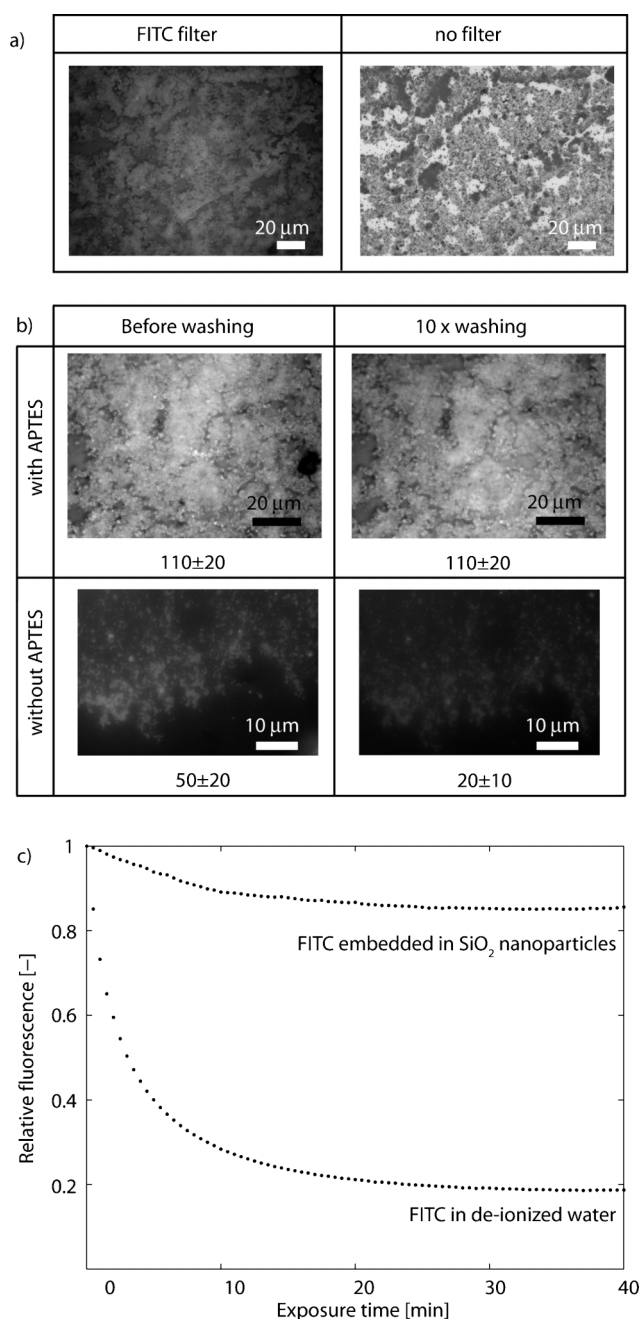 a)
FITC filter
no filter
20 μm
20 μm
b)
Before washing
10 x washing
with APTES
20 μm
20 μm
110±20
110±20
without APTES
10 μm
10 μm
50±20
20±10
c)
1
0.8
0.6
0.4
0.2
Relative fluorescence [−]
FITC embedded in SiO₂ nanoparticles
FITC in de-ionized water
0 10 20 30 40
Exposure time [min]